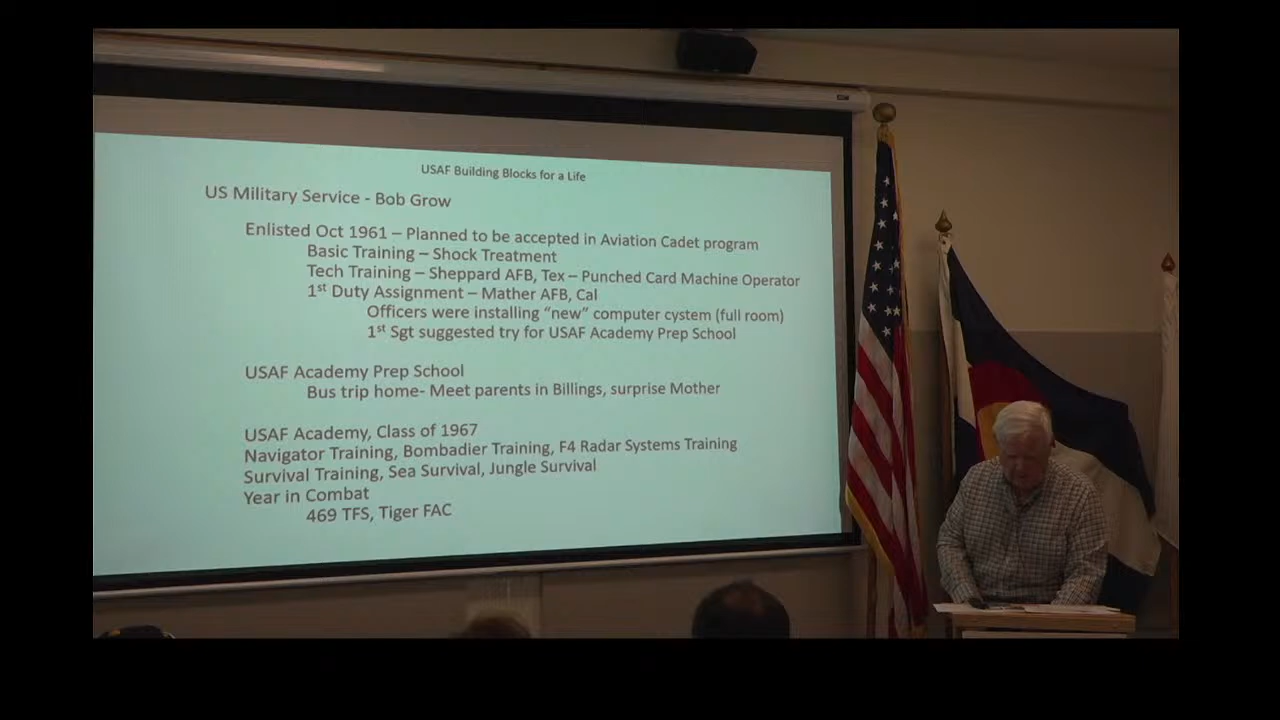 USAF Building Blocks for a Life
US Military Service - Bob Grow
Enlisted Oct 1961 – Planned to be accepted in Aviation Cadet program
Basic Training – Shock Treatment
Tech Training – Sheppard AFB, Tex – Punched Card Machine Operator
1st Duty Assignment – Mather AFB, Cal
Officers were installing “new” computer cystem (full room)
1st Sgt suggested try for USAF Academy Prep School
USAF Academy Prep School
Bus trip home- Meet parents in Billings, surprise Mother
USAF Academy, Class of 1967
Navigator Training, Bombadier Training, F4 Radar Systems Training
Survival Training, Sea Survival, Jungle Survival
Year in Combat
469 TFS, Tiger FAC